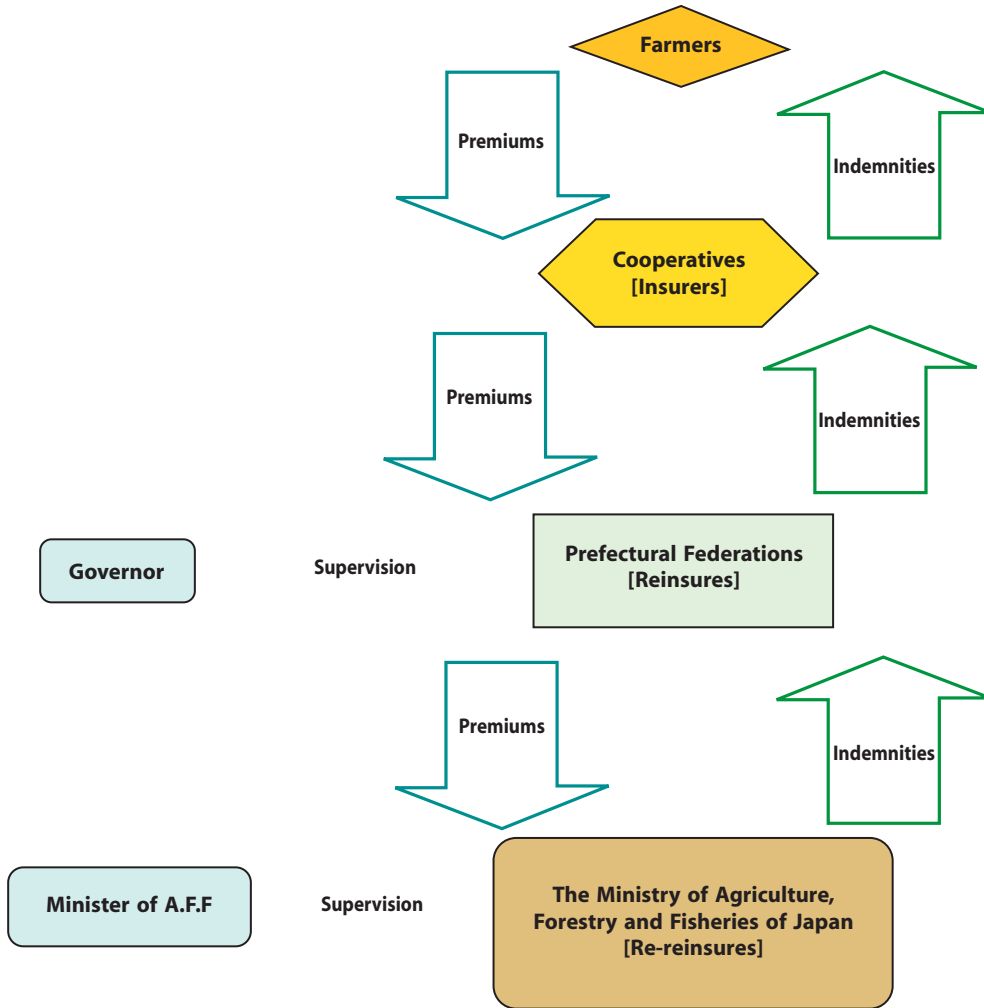 Farmers
Premiums
Indemnities
Cooperatives
[Insurers]
Premiums
Indemnities
Governor
Supervision
Prefectural Federations
[Reinsures]
Premiums
Indemnities
Minister of A.F.F
Supervision
The Ministry of Agriculture,
Forestry and Fisheries of Japan
[Re-reinsures]